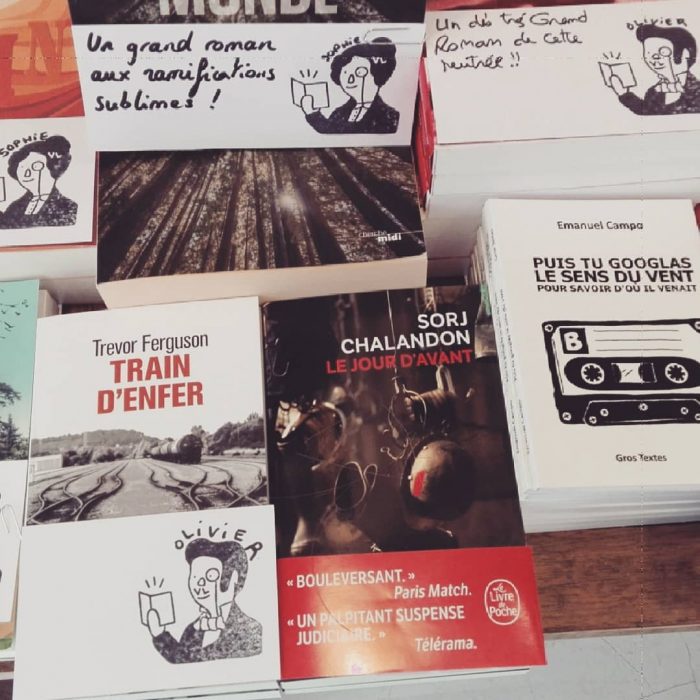 MONDE
Un grand roman
aux ramifications
sublimes !
SOPHIE
VL
Un des très Grand
Roman de cette
rentrée !!
OLIVIER
SOPHIE
VL
cherche
midi
Trevor Ferguson
TRAIN
D'ENFER
OLIVIER
SORJ
CHALANDON
LE JOUR D'AVANT
« BOULEVERSANT. »
Paris Match.
« UN PALPITANT SUSPENSE
JUDICIAIRE. »
Télérama.
Le
Livre
de Poche
Emanuel Campo
PUIS TU GOOGLAS
LE SENS DU VENT
POUR SAVOIR D'OÙ IL VENAIT
B
Gros Textes